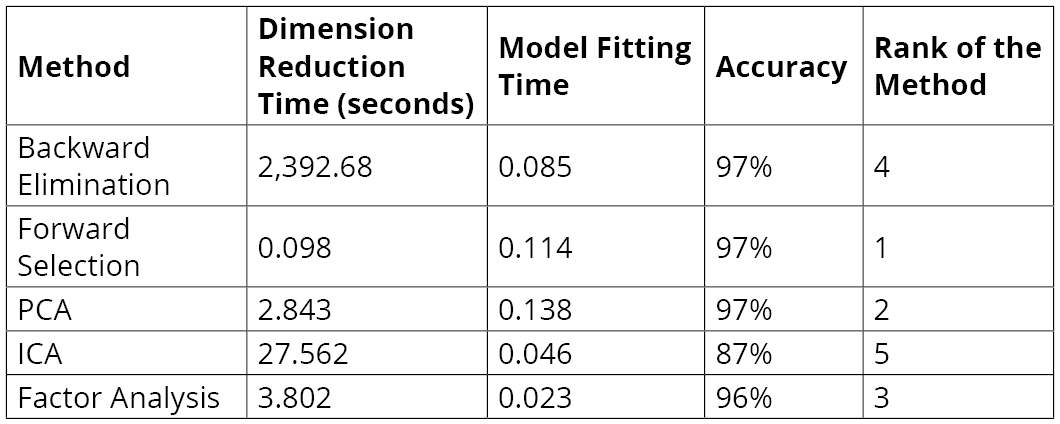 Method
Dimension
Reduction
Time (seconds)
Model Fitting
Time
Accuracy
Rank of the
Method
Backward
Elimination
2,392.68
0.085
97%
4
Forward
Selection
0.098
0.114
97%
1
PCA
2.843
0.138
97%
2
ICA
27.562
0.046
87%
5
Factor Analysis
3.802
0.023
96%
3